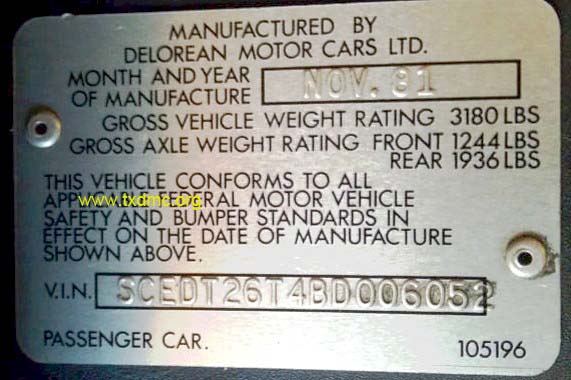 MANUFACTURED BY
DELOREAN MOTOR CARS LTD.
MONTH AND YEAR
OF MANUFACTURE NOV. 81
GROSS VEHICLE WEIGHT RATING 3180 LBS
GROSS AXLE WEIGHT RATING FRONT 1244 LBS
REAR 1936 LBS
THIS VEHICLE CONFORMS TO ALL
FEDERAL MOTOR VEHICLE
www.txdmc.org
SAFETY AND BUMPER STANDARDS IN
EFFECT ON THE DATE OF MANUFACTURE
SHOWN ABOVE.
V.I.N. SCEDT26T4BD006052
PASSENGER CAR. 105196